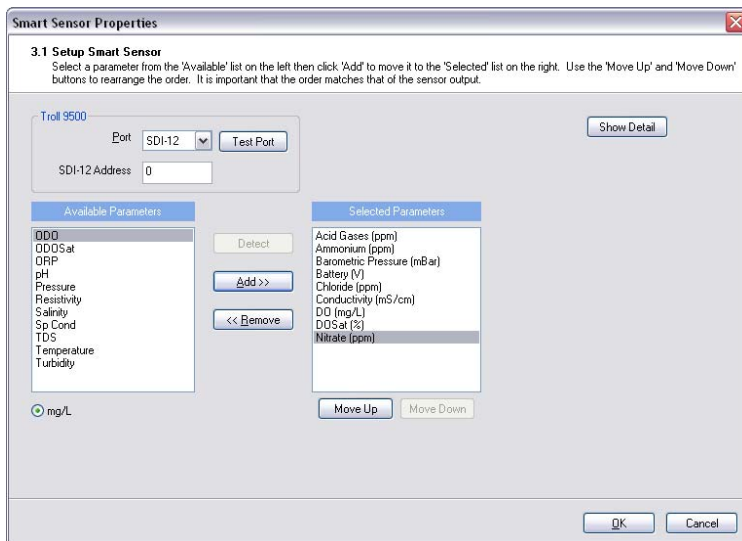 Smart Sensor Properties
3.1 Setup Smart Sensor
Select a parameter from the 'Available' list on the left then click 'Add' to move it to the 'Selected' list on the right. Use the 'Move Up' and 'Move Down'
buttons to rearrange the order. It is important that the order matches that of the sensor output.
Troll 9500
Port SDI-12 Test Port
Show Detail
SDI-12 Address 0
Available Parameters
ODO
ODOSat
ORP
pH
Pressure
Resistivity
Salinity
Sp Cond
TDS
Temperature
Turbidity
mg/L
Detect
Add >>
<< Remove
Selected Parameters
Acid Gases (ppm)
Ammonium (ppm)
Barometric Pressure (mBar)
Battery (V)
Chloride (ppm)
Conductivity (mS/cm)
DO (mg/L)
DOSat (%)
Nitrate (ppm)
Move Up Move Down
OK Cancel